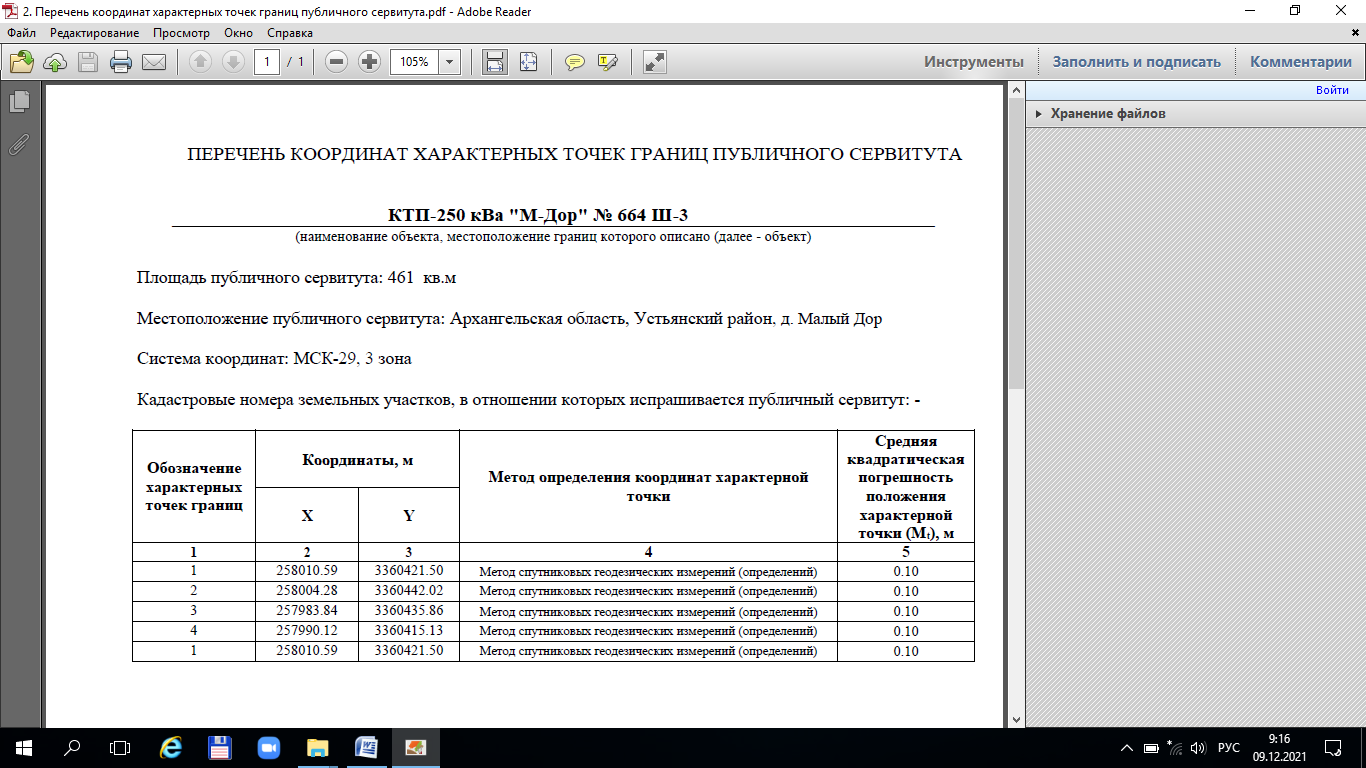 2. Перечень координат характерных точек границ публичного сервитута.pdf - Adobe Reader
Файл Редактирование Просмотр Окно Справка
1 / 1 105% Инструменты Заполнить и подписать Комментарии
Войти
Хранение файлов
ПЕРЕЧЕНЬ КООРДИНАТ ХАРАКТЕРНЫХ ТОЧЕК ГРАНИЦ ПУБЛИЧНОГО СЕРВИТУТА
КТП-250 кВа "М-Дор" № 664 Ш-3
(наименование объекта, местоположение границ которого описано (далее - объект)
Площадь публичного сервитута: 461 кв.м
Местоположение публичного сервитута: Архангельская область, Устьянский район, д. Малый Дор
Система координат: МСК-29, 3 зона
Кадастровые номера земельных участков, в отношении которых испрашивается публичный сервитут: -
Обозначение
характерных
точек границ
Координаты, м
X Y
Метод определения координат характерной
точки
Средняя
квадратическая
погрешность
положения
характерной
точки (Mt), м
1 2 3 4 5
1 258010.59 3360421.50 Метод спутниковых геодезических измерений (определений) 0.10
2 258004.28 3360442.02 Метод спутниковых геодезических измерений (определений) 0.10
3 257983.84 3360435.86 Метод спутниковых геодезических измерений (определений) 0.10
4 257990.12 3360415.13 Метод спутниковых геодезических измерений (определений) 0.10
1 258010.59 3360421.50 Метод спутниковых геодезических измерений (определений) 0.10
РУС
9:16
09.12.2021